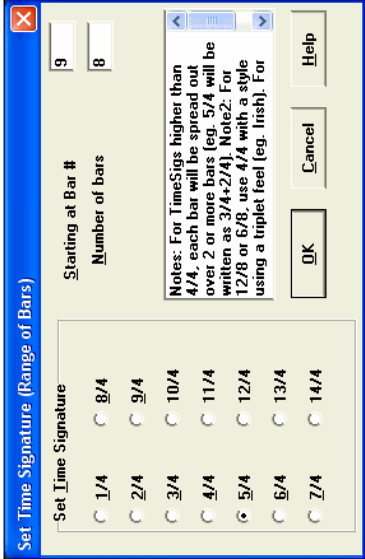 Set Time Signature (Range of Bars)
Set Time Signature
1/4 8/4
2/4 9/4
3/4 10/4
4/4 11/4
5/4 12/4
6/4 13/4
7/4 14/4
Starting at Bar # 9
Number of bars 8
Notes: For TimeSigs higher than
4/4, each bar will be spread out
over 2 or more bars (eg. 5/4 will be
written as 3/4+2/4). Note2: For
12/8 or 6/8, use 4/4 with a style
using a triplet feel (eg. Irish). For
OK Cancel Help